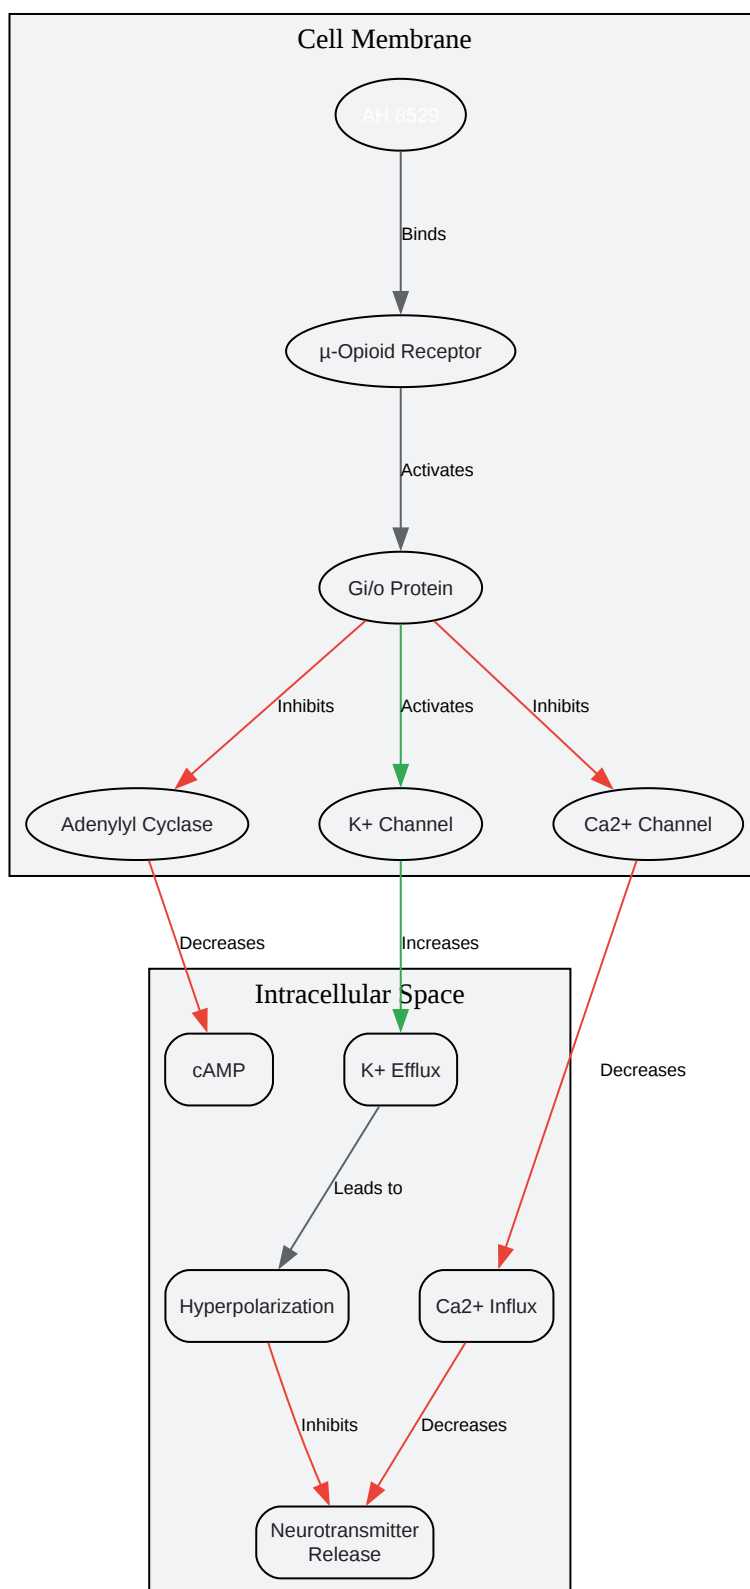 Cell Membrane
AH 8529
Binds
µ-Opioid Receptor
Activates
Gi/o Protein
Inhibits
Activates
Inhibits
Adenylyl Cyclase
K+ Channel
Ca2+ Channel
Decreases
Increases
Intracellular Space
cAMP
K+ Efflux
Decreases
Leads to
Hyperpolarization
Ca2+ Influx
Inhibits
Decreases
Neurotransmitter
Release